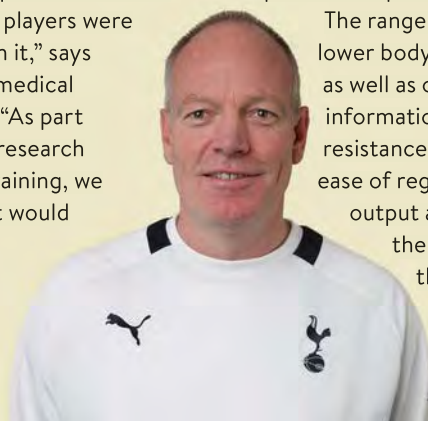 players were
n it,” says
medical
“As part
research
aining, we
t would
The range
lower body
as well as c
informatio
resistance
ease of reg
output a
the
th